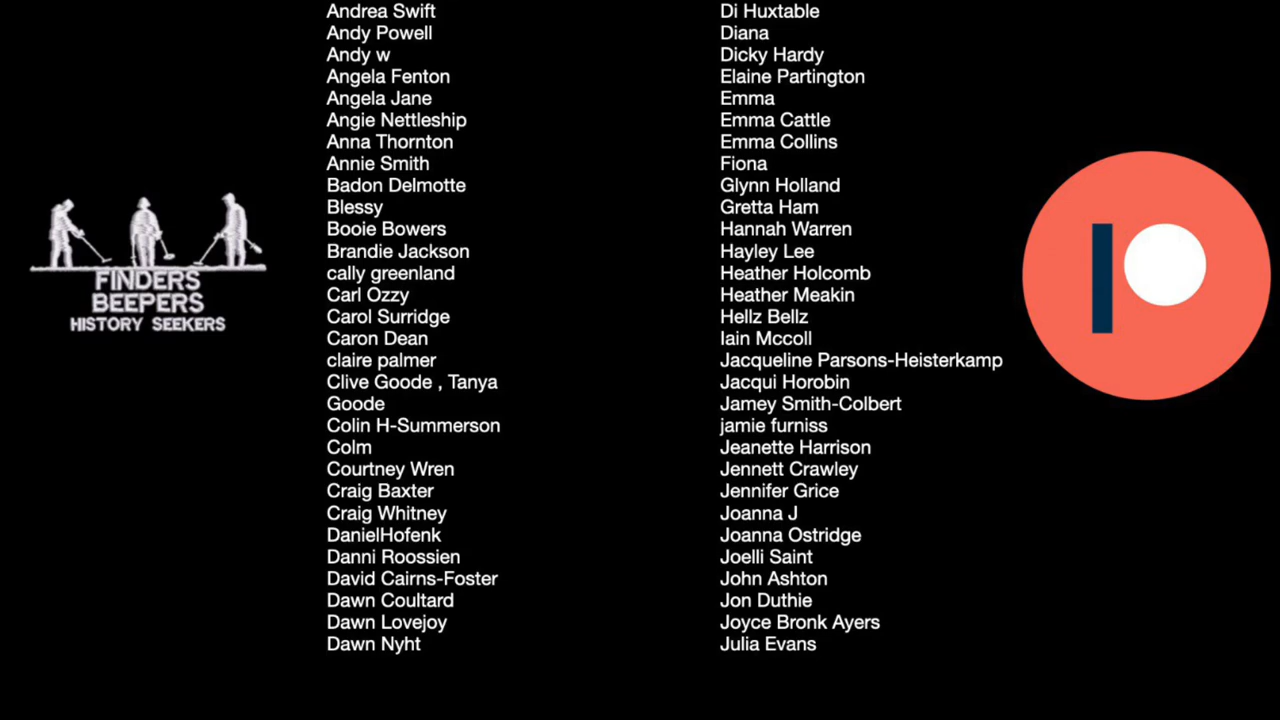 FINDERS
BEEPERS
HISTORY SEEKERS
Andrea Swift
Andy Powell
Andy w
Angela Fenton
Angela Jane
Angie Nettleship
Anna Thornton
Annie Smith
Badon Delmotte
Blessy
Booie Bowers
Brandie Jackson
cally greenland
Carl Ozzy
Carol Surridge
Caron Dean
claire palmer
Clive Goode , Tanya
Goode
Colin H-Summerson
Colm
Courtney Wren
Craig Baxter
Craig Whitney
DanielHofenk
Danni Roossien
David Cairns-Foster
Dawn Coultard
Dawn Lovejoy
Dawn Nyht
Di Huxtable
Diana
Dicky Hardy
Elaine Partington
Emma
Emma Cattle
Emma Collins
Fiona
Glynn Holland
Gretta Ham
Hannah Warren
Hayley Lee
Heather Holcomb
Heather Meakin
Hellz Bellz
Iain Mccoll
Jacqueline Parsons-Heisterkamp
Jacqui Horobin
Jamey Smith-Colbert
jamie furniss
Jeanette Harrison
Jennett Crawley
Jennifer Grice
Joanna J
Joanna Ostridge
Joelli Saint
John Ashton
Jon Duthie
Joyce Bronk Ayers
Julia Evans